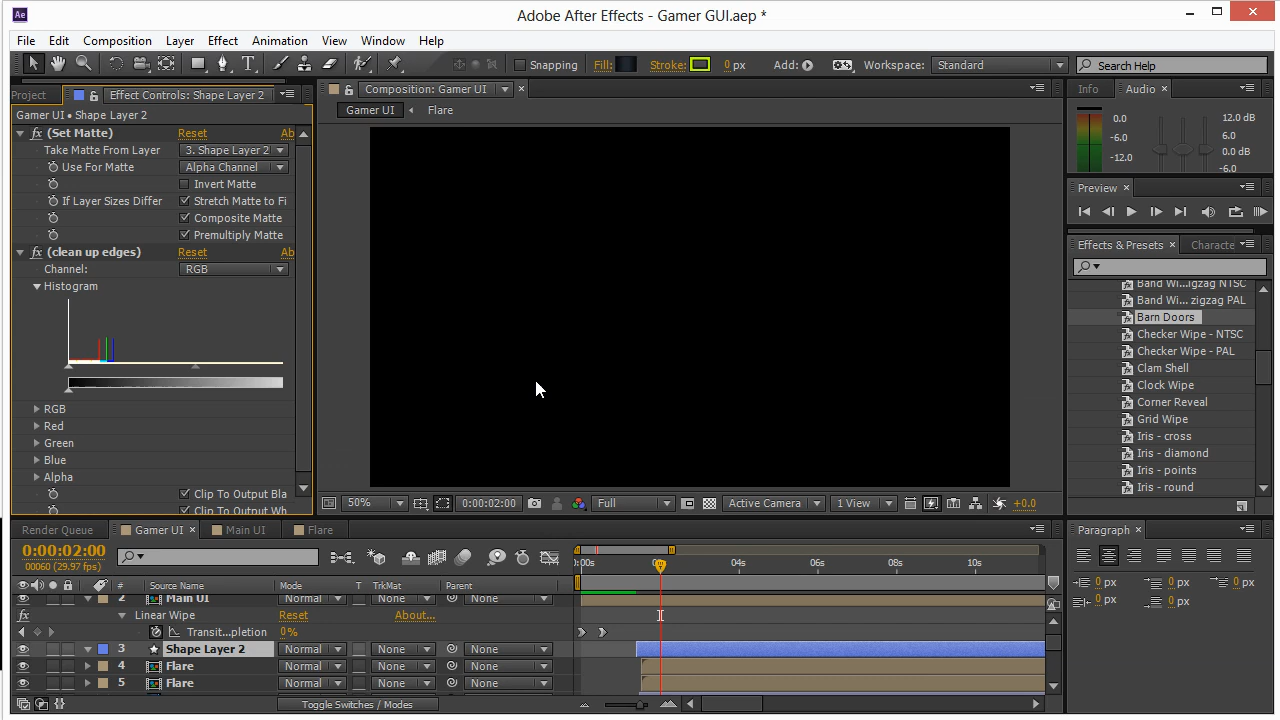 Adobe After Effects - Gamer GUI.aep *
File Edit Composition Layer Effect Animation View Window Help
Snapping Fill: Stroke: 0 px Add: Workspace: Standard Search Help
Project Effect Controls: Shape Layer 2
Gamer UI • Shape Layer 2
fx (Set Matte) Reset Ab
Take Matte From Layer 3. Shape Layer 2
Use For Matte Alpha Channel
Invert Matte
If Layer Sizes Differ Stretch Matte to Fi
Composite Matte
Premultiply Matte
fx (clean up edges) Reset Ab
Channel: RGB
Histogram
RGB
Red
Green
Blue
Alpha
Clip To Output Bla
Clip To Output Wh
Composition: Gamer UI
Gamer UI Flare
50% 0:00:02:00 Full Active Camera 1 View +0.0
Info Audio
0.0 12.0 dB
-6.0 6.0
-12.0 0.0 dB
-6.0
Preview
Effects & Presets Characte
Band Wi...igzag NTSC
Band Wi... zigzag PAL
Barn Doors
Checker Wipe - NTSC
Checker Wipe - PAL
Clam Shell
Clock Wipe
Corner Reveal
Grid Wipe
Iris - cross
Iris - diamond
Iris - points
Iris - round
Render Queue Gamer UI Main UI Flare
0:00:02:00
00060 (29.97 fps)
:00s 04s 06s 08s 10s
# Source Name Mode T TrkMat Parent
2 Main UI Normal None None
fx Linear Wipe Reset About...
Transit...pletion 0%
3 Shape Layer 2 Normal None None
4 Flare Normal None None
5 Flare Normal None None
Toggle Switches / Modes
Paragraph
0 px 0 px 0 px
0 px 0 px